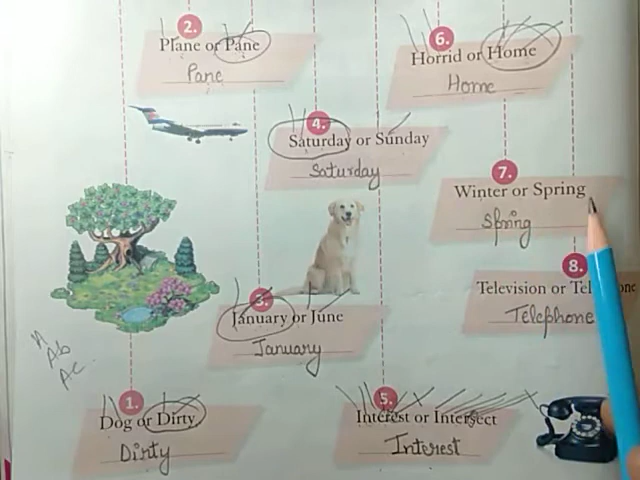 2.
Plane or Pane
Pane
6.
Horrid or Home
Home
4.
Saturday or Sunday
Saturday
7.
Winter or Spring
Spring
8.
Television or
Telephone
3.
January or June
January
n
Ab
Ac
1.
Dog or Dirty
Dirty
5.
Interest or Intersect
Interest